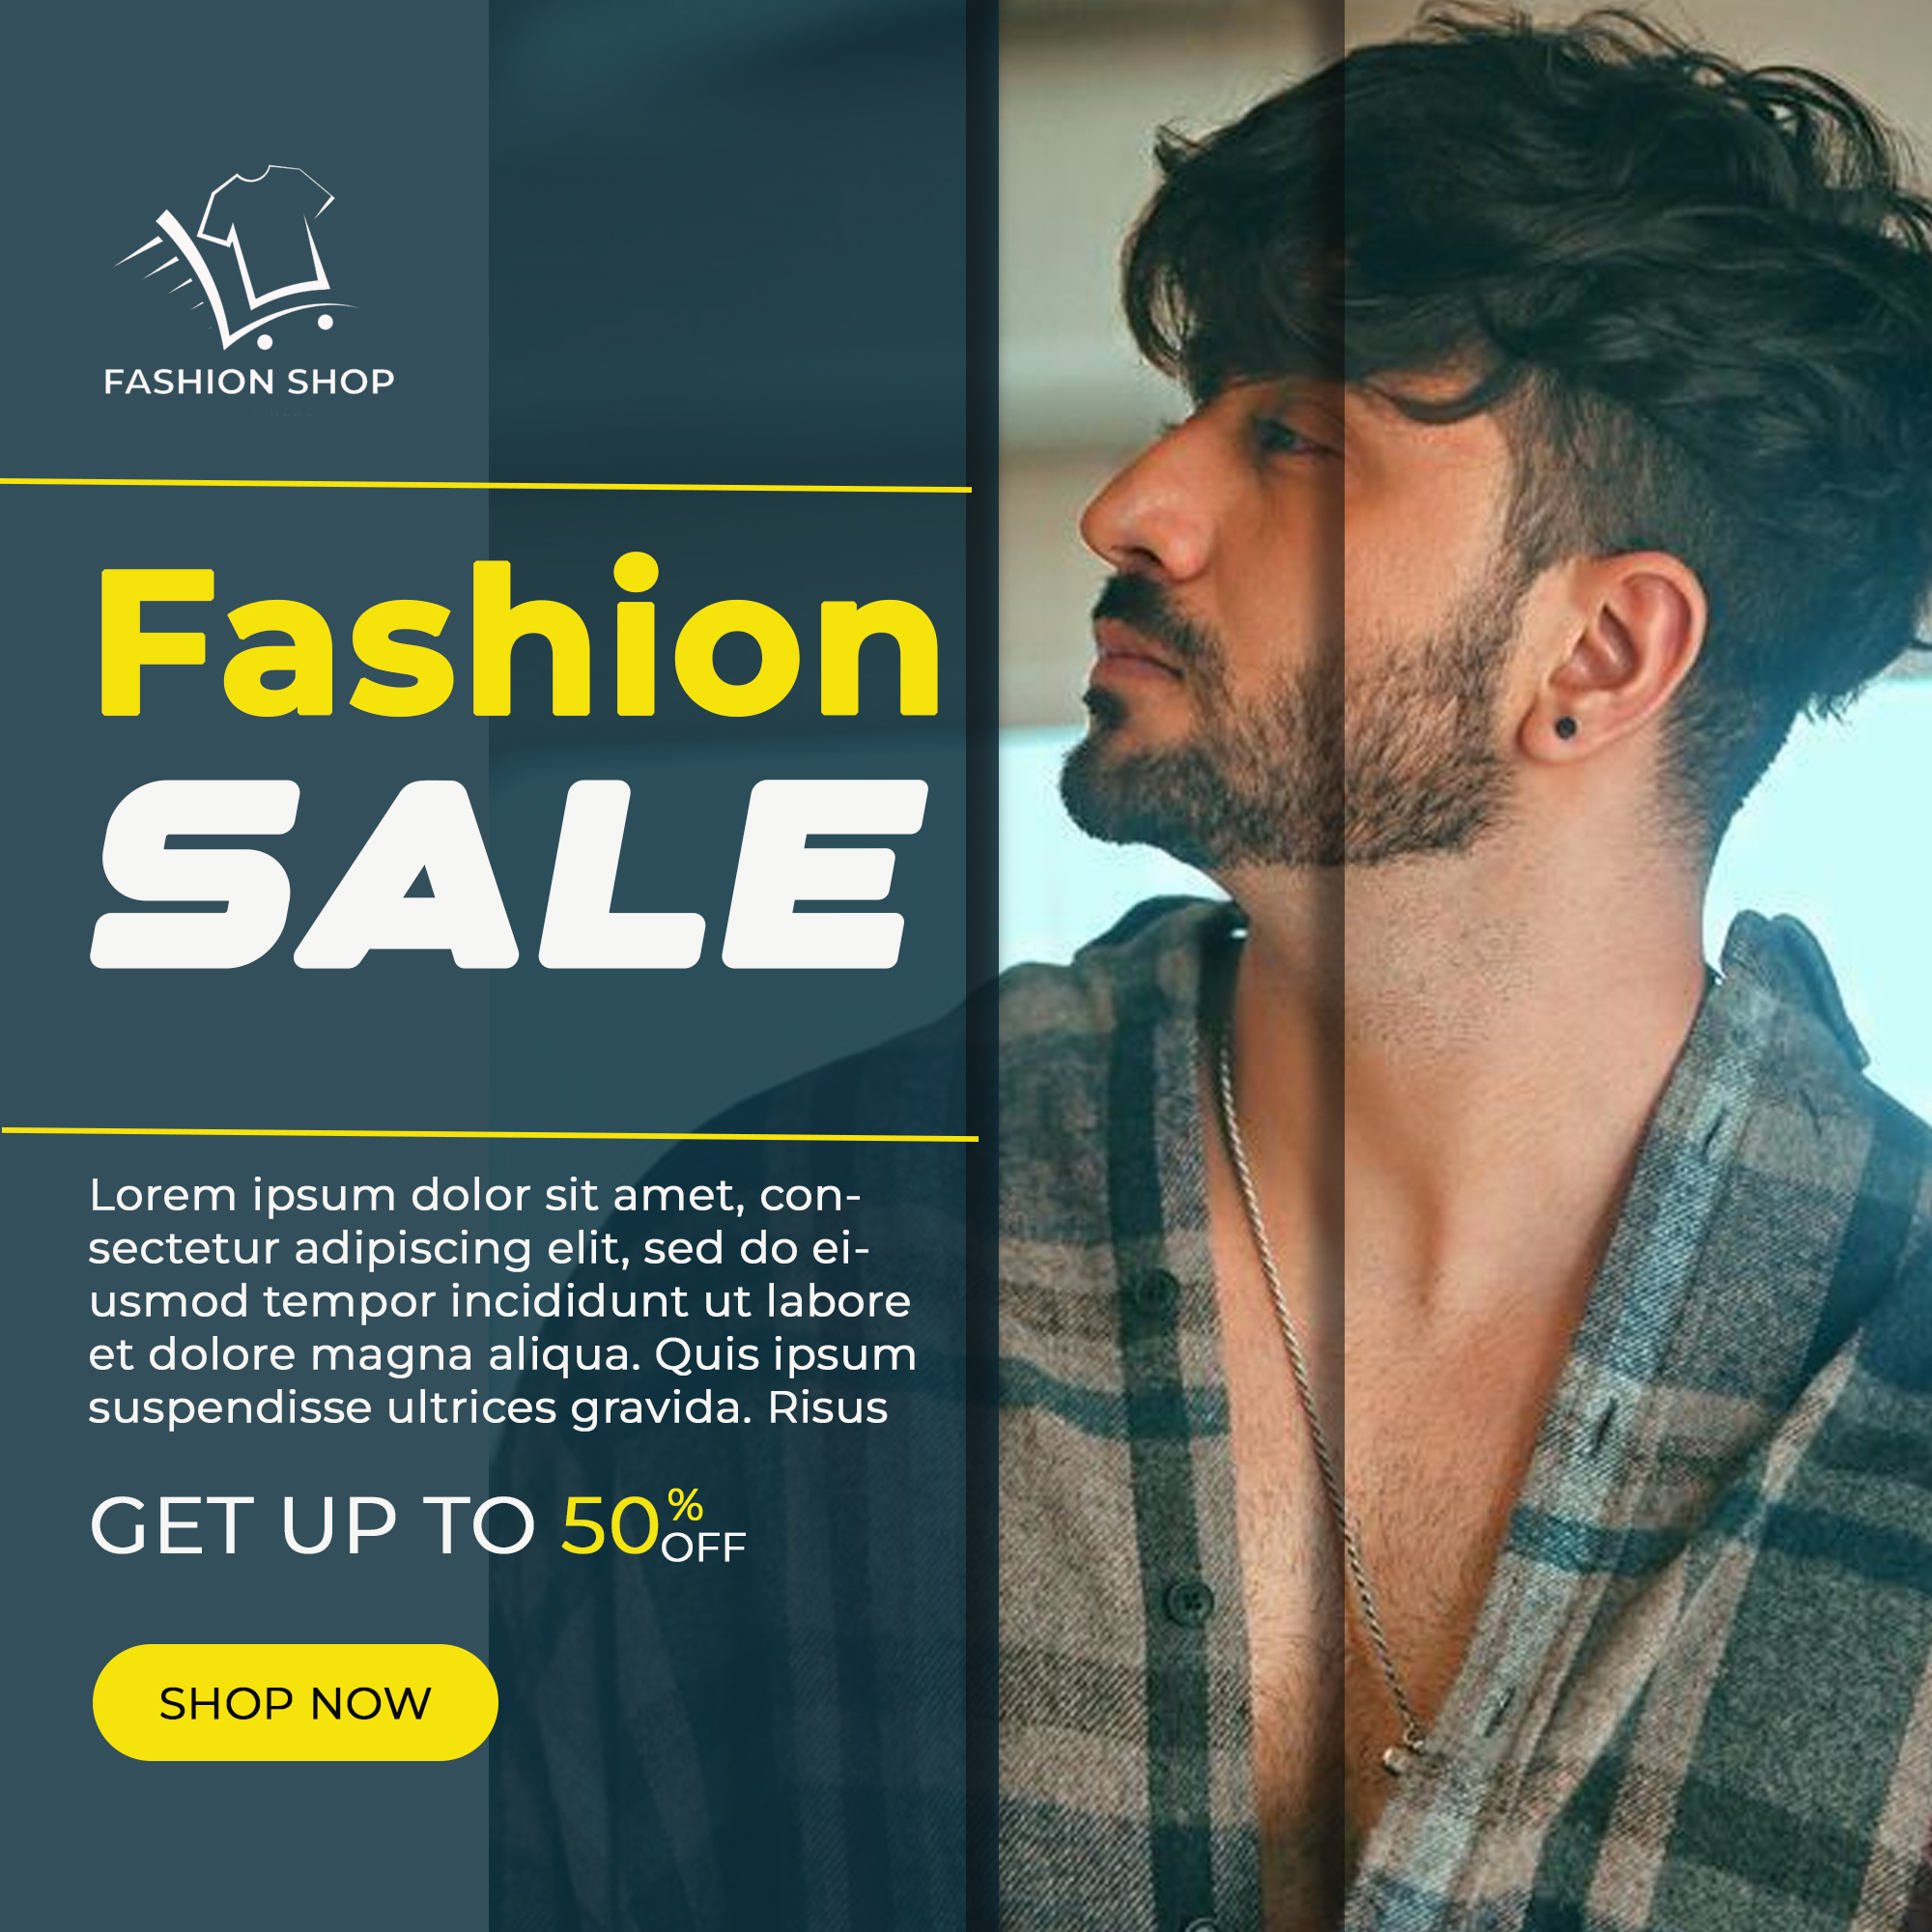 FASHION SHOP
Fashion
SALE
Lorem ipsum dolor sit amet, con-
sectetur adipiscing elit, sed do ei-
usmod tempor incididunt ut labore
et dolore magna aliqua. Quis ipsum
suspendisse ultrices gravida. Risus
GET UP TO 50% OFF
SHOP NOW